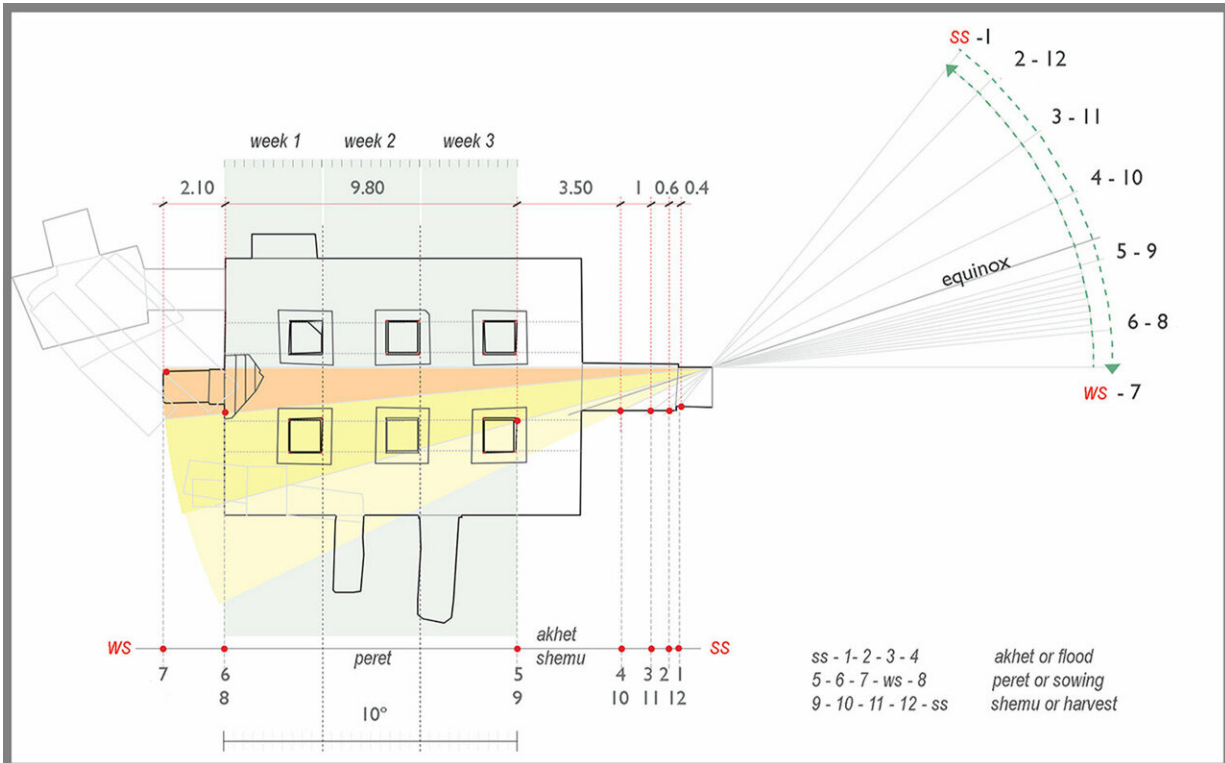 ss -1
2 - 12
3 - 11
4 - 10
equinox
5 - 9
6 - 8
ws - 7
week 1 week 2 week 3
2.10 9.80 3.50 1 0.6 0.4
akhet
ws peret shemu ss
7 6 5 4 3 2 1
8 9 10 11 12
10°
ss - 1- 2 - 3 - 4 akhet or flood
5 - 6 - 7 - ws - 8 peret or sowing
9 - 10 - 11 - 12 - ss shemu or harvest